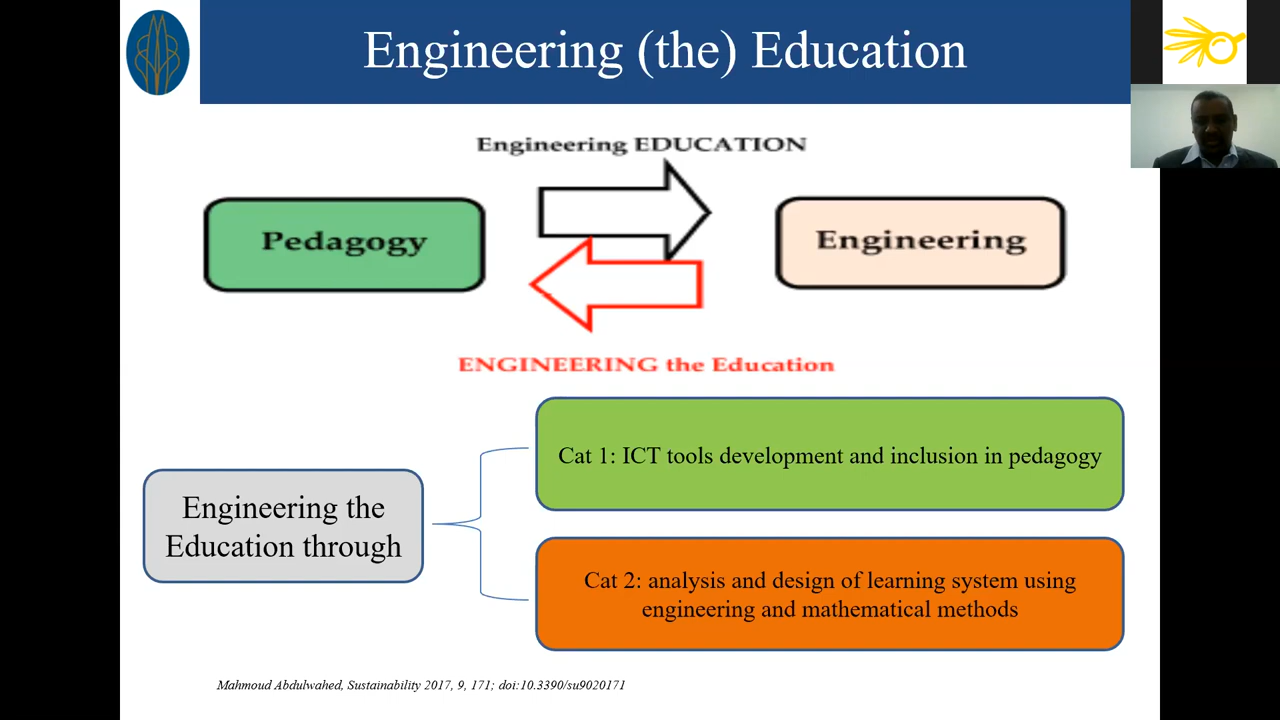 Engineering (the) Education
Engineering EDUCATION
Pedagogy
Engineering
ENGINEERING the Education
Cat 1: ICT tools development and inclusion in pedagogy
Engineering the
Education through
Cat 2: analysis and design of learning system using
engineering and mathematical methods
Mahmoud Abdulwahed, Sustainability 2017, 9, 171; doi:10.3390/su9020171